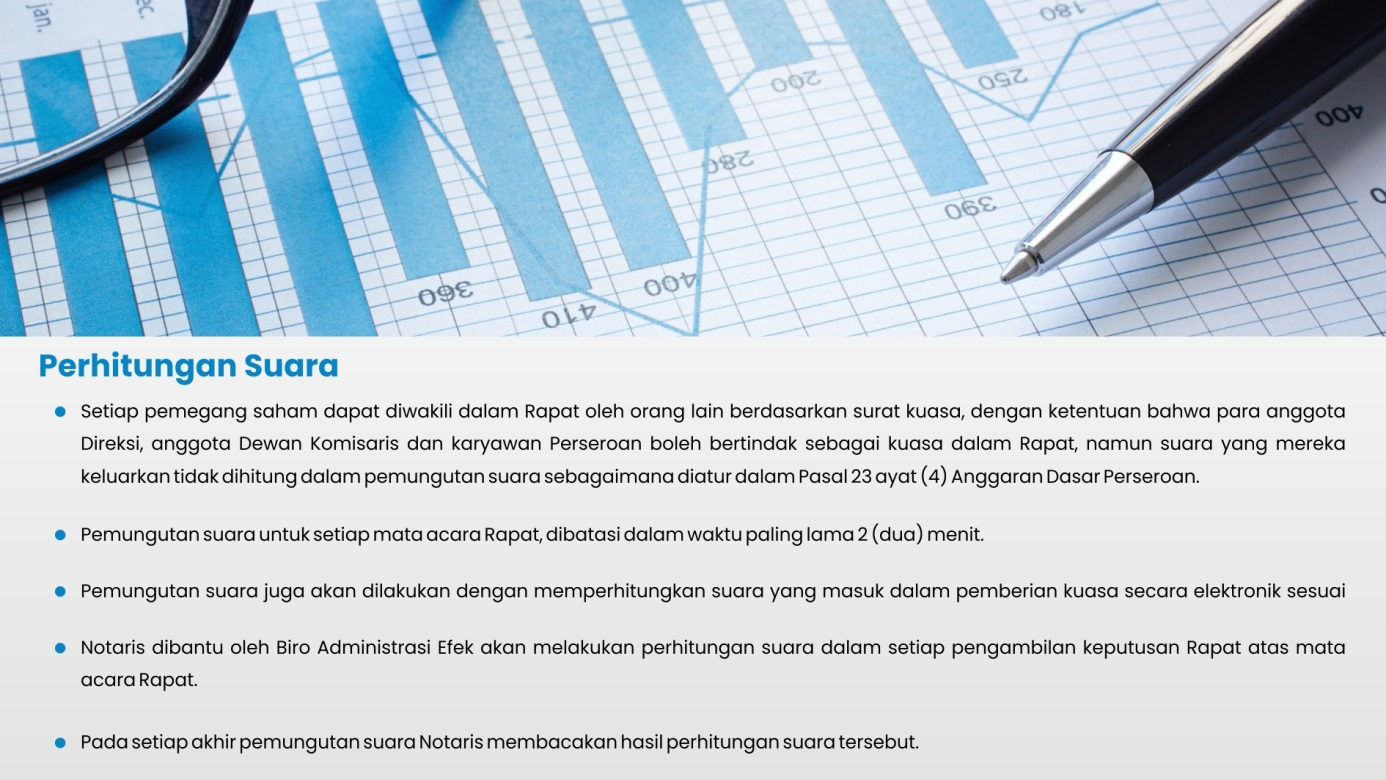 jan.
ec.
180
200
250
280
400
390
360
400
410
Perhitungan Suara
Setiap pemegang saham dapat diwakili dalam Rapat oleh orang lain berdasarkan surat kuasa, dengan ketentuan bahwa para anggota
Direksi, anggota Dewan Komisaris dan karyawan Perseroan boleh bertindak sebagai kuasa dalam Rapat, namun suara yang mereka
keluarkan tidak dihitung dalam pemungutan suara sebagaimana diatur dalam Pasal 23 ayat (4) Anggaran Dasar Perseroan.
Pemungutan suara untuk setiap mata acara Rapat, dibatasi dalam waktu paling lama 2 (dua) menit.
Pemungutan suara juga akan dilakukan dengan memperhitungkan suara yang masuk dalam pemberian kuasa secara elektronik sesuai
Notaris dibantu oleh Biro Administrasi Efek akan melakukan perhitungan suara dalam setiap pengambilan keputusan Rapat atas mata
acara Rapat.
Pada setiap akhir pemungutan suara Notaris membacakan hasil perhitungan suara tersebut.